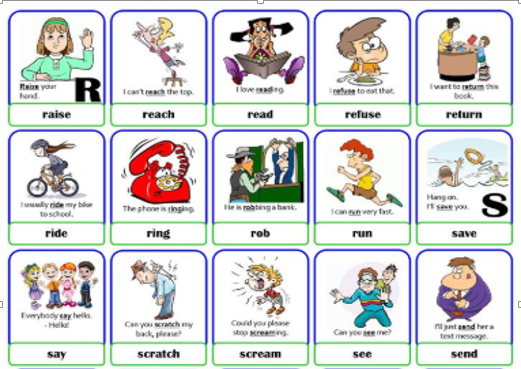 Raise your
hand.
R
I can't reach the top.
I love reading.
I refuse to eat that.
I want to return this
book.
raise
reach
read
refuse
return
I usually ride my bike
to school.
The phone is ringing.
He is robbing a bank.
I can run very fast.
Hang on.
I'll save you.
S
ride
ring
rob
run
save
Everybody say hello.
- Hello!
Can you scratch my
back, please?
Could you please
stop screaming.
Can you see me?
I'll just send her a
text message.
say
scratch
scream
see
send